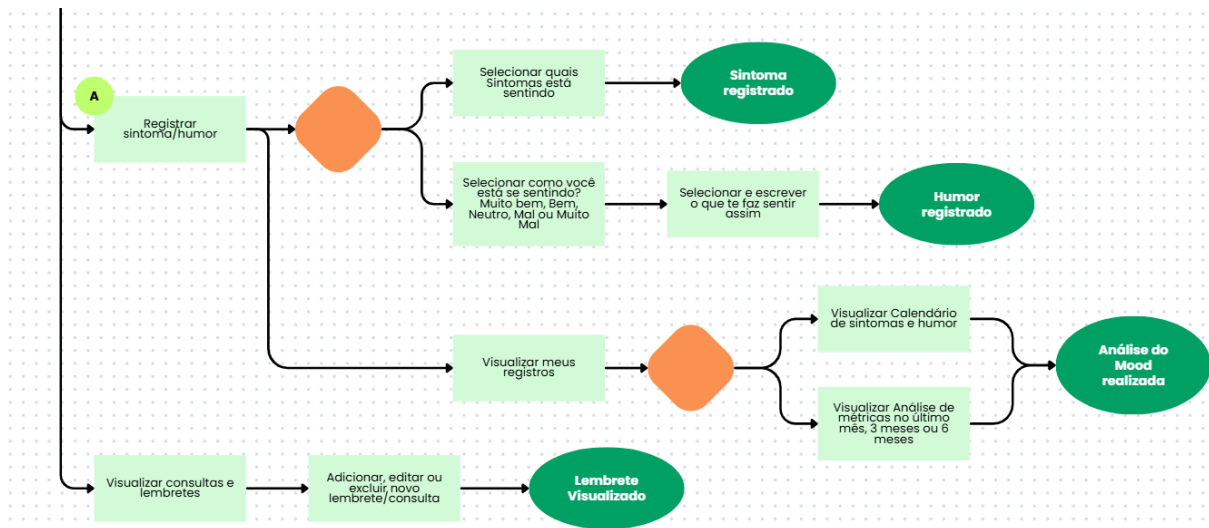 Selecionar quais
Sintomas está
sentindo
Sintoma
registrado
A
Registrar
sintoma/humor
Selecionar como você
está se sentindo?
Muito bem, Bem,
Neutro, Mal ou Muito
Mal
Selecionar e escrever
o que te faz sentir
assim
Humor
registrado
Visualizar Calendário
de sintomas e humor
Visualizar meus
registros
Análise do
Mood
realizada
Visualizar Análise de
métricas no último
mês, 3 meses ou 6
meses
Visualizar consultas e
lembretes
Adicionar, editar ou
excluir novo
lembrete/consulta
Lembrete
Visualizado